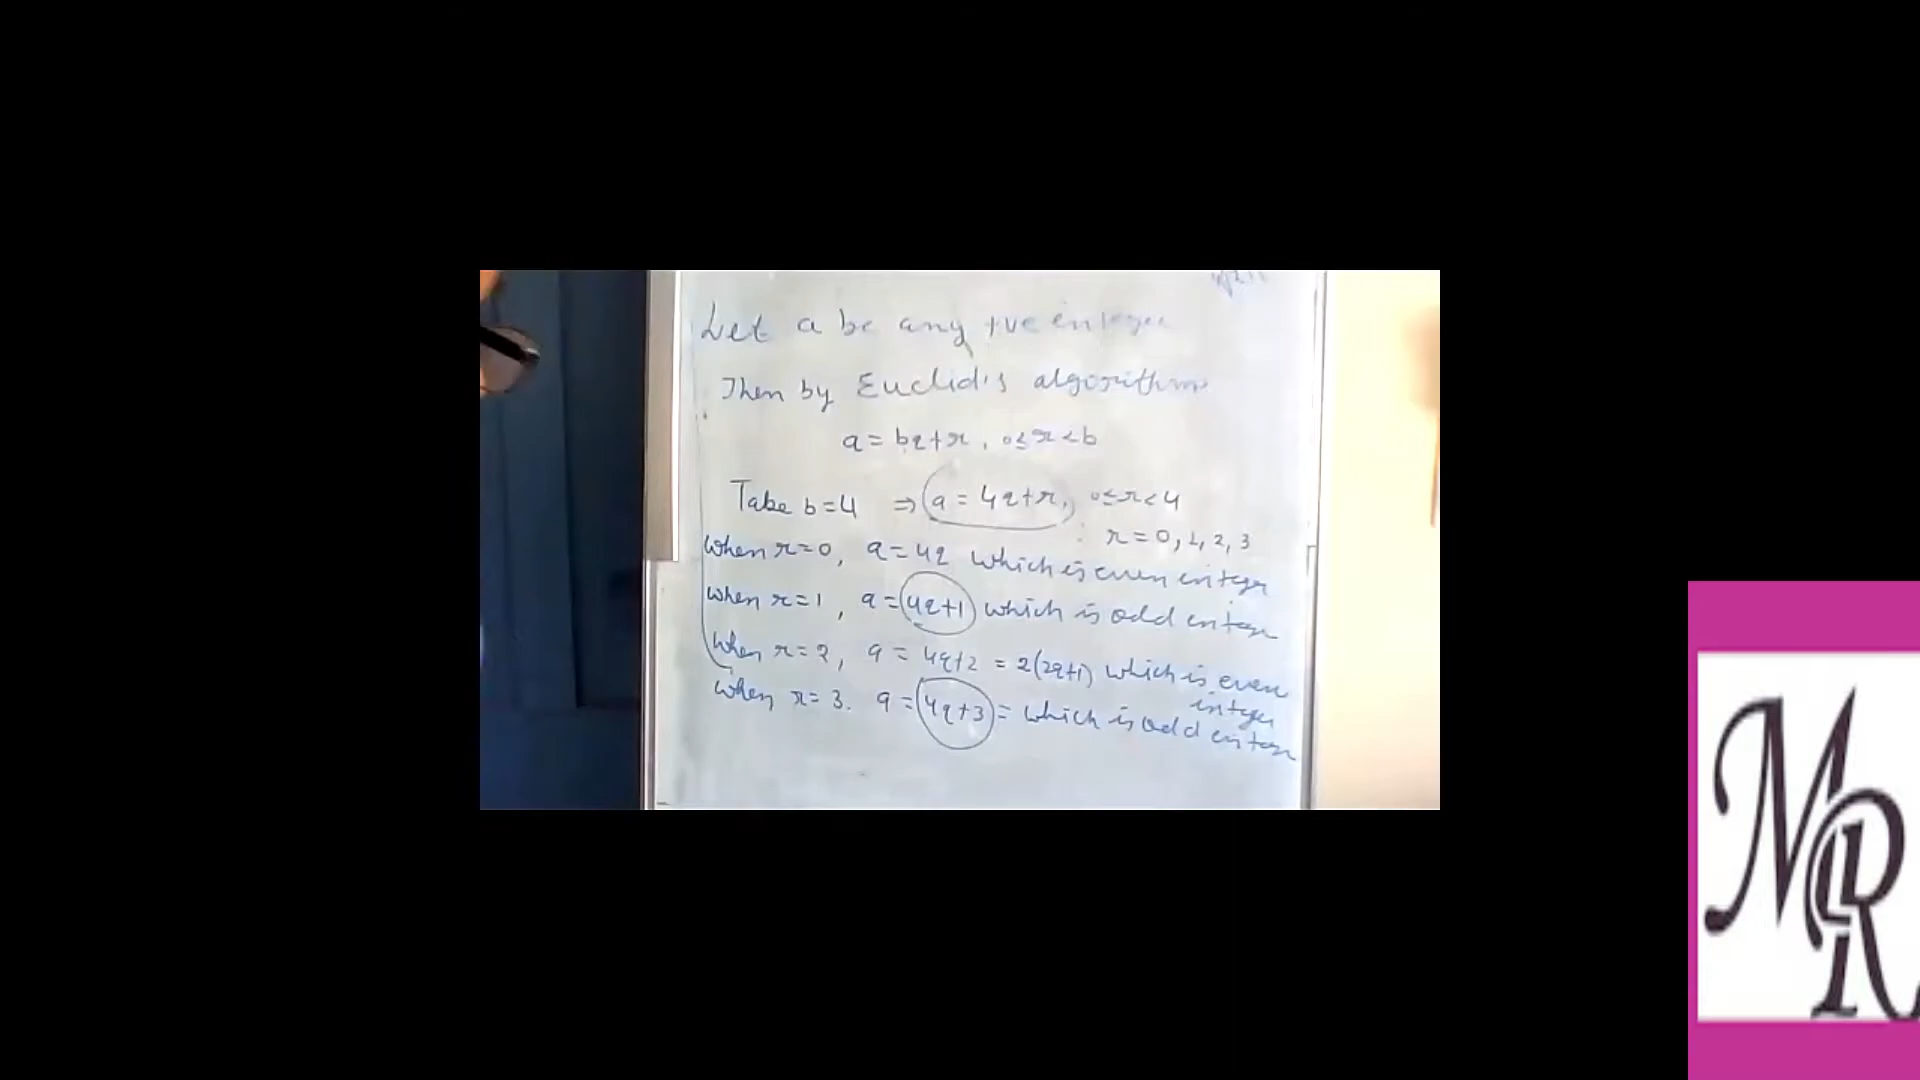 Let a be any +ve integer
Then by Euclid's algorithm
a = bq+r, 0≤r<b
Take b=4 ⇒ a = 4q+r, 0≤r<4
r = 0, 1, 2, 3
When r=0, a=4q which is even integer
when r=1, a=4q+1 which is odd integer
When r=2, a = 4q+2 = 2(2q+1) which is even
integer
when r=3. a = 4q+3 = which is odd integer
MR